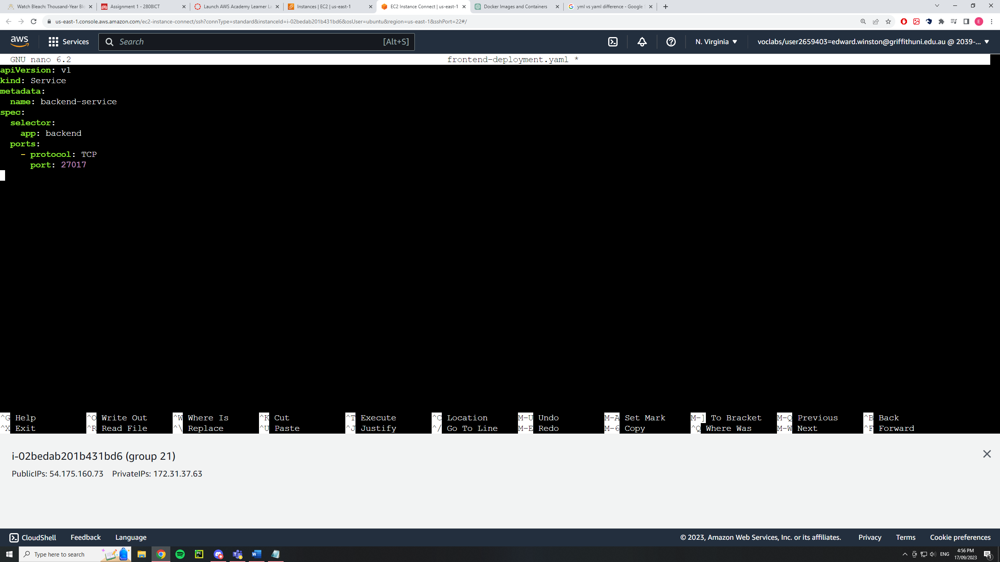 Watch Bleach: Thousand-Year Blo
Assignment 1 - 2808ICT
Launch AWS Academy Learner La
Instances | EC2 | us-east-1
EC2 Instance Connect | us-east-1
Docker Images and Containers
yml vs yaml difference - Google S
us-east-1.console.aws.amazon.com/ec2-instance-connect/ssh?connType=standard&instanceId=i-02bedab201b431bd6&osUser=ubuntu&region=us-east-1&sshPort=22#/
E
aws
Services
Search
[Alt+S]
N. Virginia
voclabs/user2659403=edward.winston@griffithuni.edu.au @ 2039-...
GNU nano 6.2 frontend-deployment.yaml *
apiVersion: v1
kind: Service
metadata:
  name: backend-service
spec:
  selector:
    app: backend
  ports:
    - protocol: TCP
      port: 27017
^G Help ^O Write Out ^W Where Is ^K Cut ^T Execute ^C Location M-U Undo M-A Set Mark M-] To Bracket M-Q Previous ^B Back
^X Exit ^R Read File ^\ Replace ^U Paste ^J Justify ^/ Go To Line M-E Redo M-6 Copy ^Q Where Was M-W Next ^F Forward
i-02bedab201b431bd6 (group 21)
PublicIPs: 54.175.160.73 PrivateIPs: 172.31.37.63
CloudShell Feedback Language © 2023, Amazon Web Services, Inc. or its affiliates. Privacy Terms Cookie preferences
Type here to search
PC
ENG
4:56 PM
17/09/2023
1